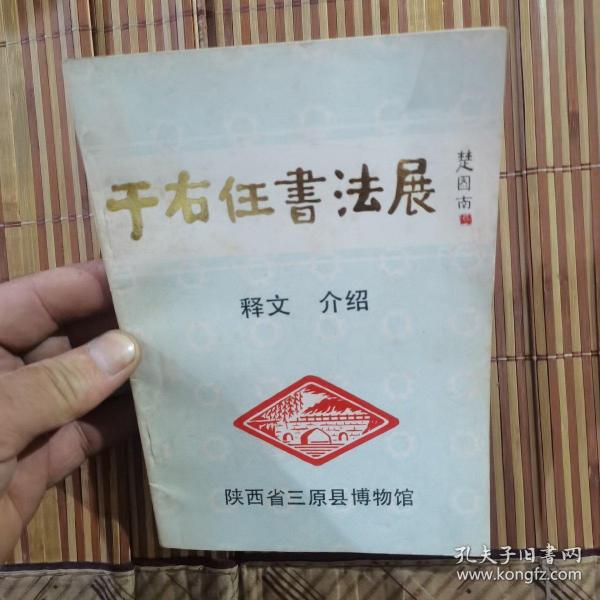 于右任書法展
楚图南
释文 介绍
陕西省三原县博物馆
孔夫子旧書网
www.kongfz.com